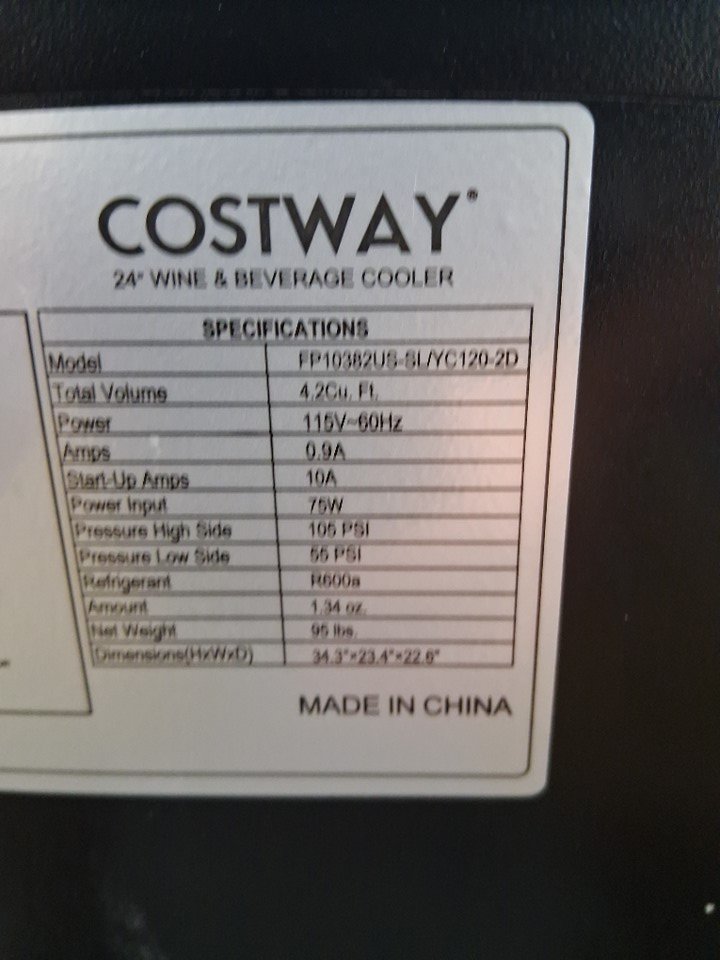 COSTWAY®
24" WINE & BEVERAGE COOLER
SPECIFICATIONS
Model FP10382US-SL/YC120-2D
Total Volume 4.2Cu. Ft.
Power 115V~60Hz
Amps 0.9A
Start-Up Amps 10A
Power Input 75W
Pressure High Side 105 PSI
Pressure Low Side 55 PSI
Refrigerant R600a
Amount 1.34 oz.
Net Weight 95 lbs.
Dimensions(HxWxD) 34.3"×23.4"×22.6"
MADE IN CHINA